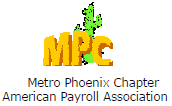 MPC
Metro Phoenix Chapter
American Payroll Association